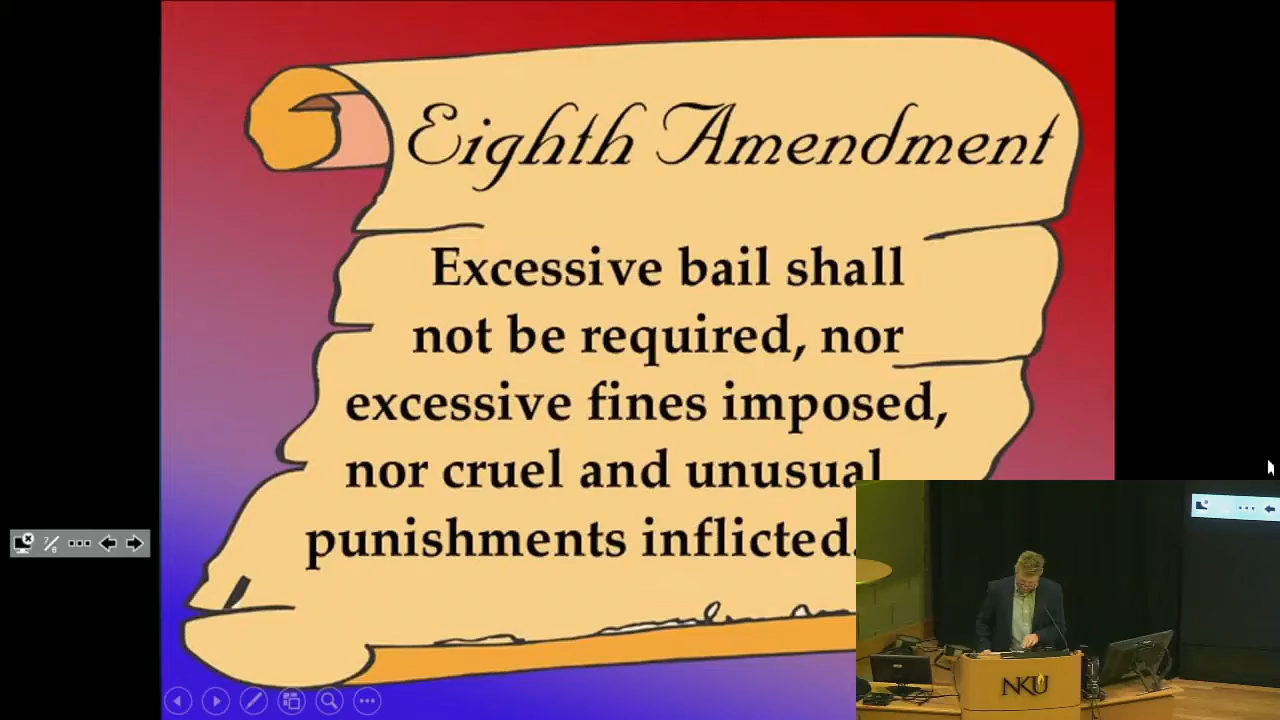 Eighth Amendment
Excessive bail shall
not be required, nor
excessive fines imposed,
nor cruel and unusual
punishments inflicted.
NKU